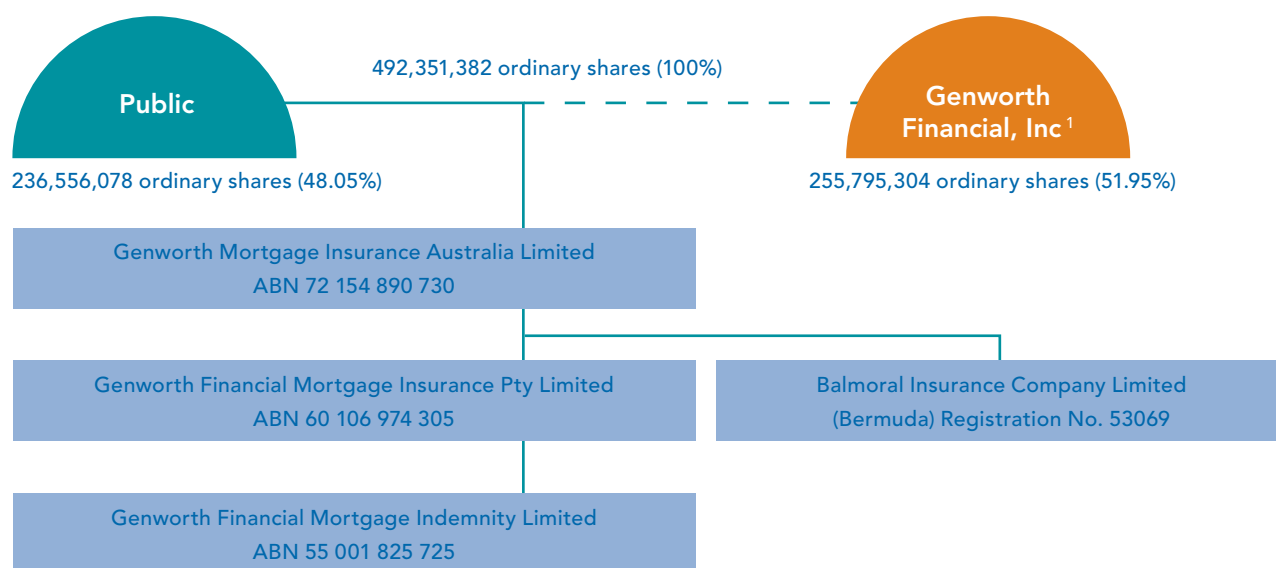 492,351,382 ordinary shares (100%)
Public
Genworth
Financial, Inc 1
236,556,078 ordinary shares (48.05%)
255,795,304 ordinary shares (51.95%)
Genworth Mortgage Insurance Australia Limited
ABN 72 154 890 730
Genworth Financial Mortgage Insurance Pty Limited
ABN 60 106 974 305
Balmoral Insurance Company Limited
(Bermuda) Registration No. 53069
Genworth Financial Mortgage Indemnity Limited
ABN 55 001 825 725